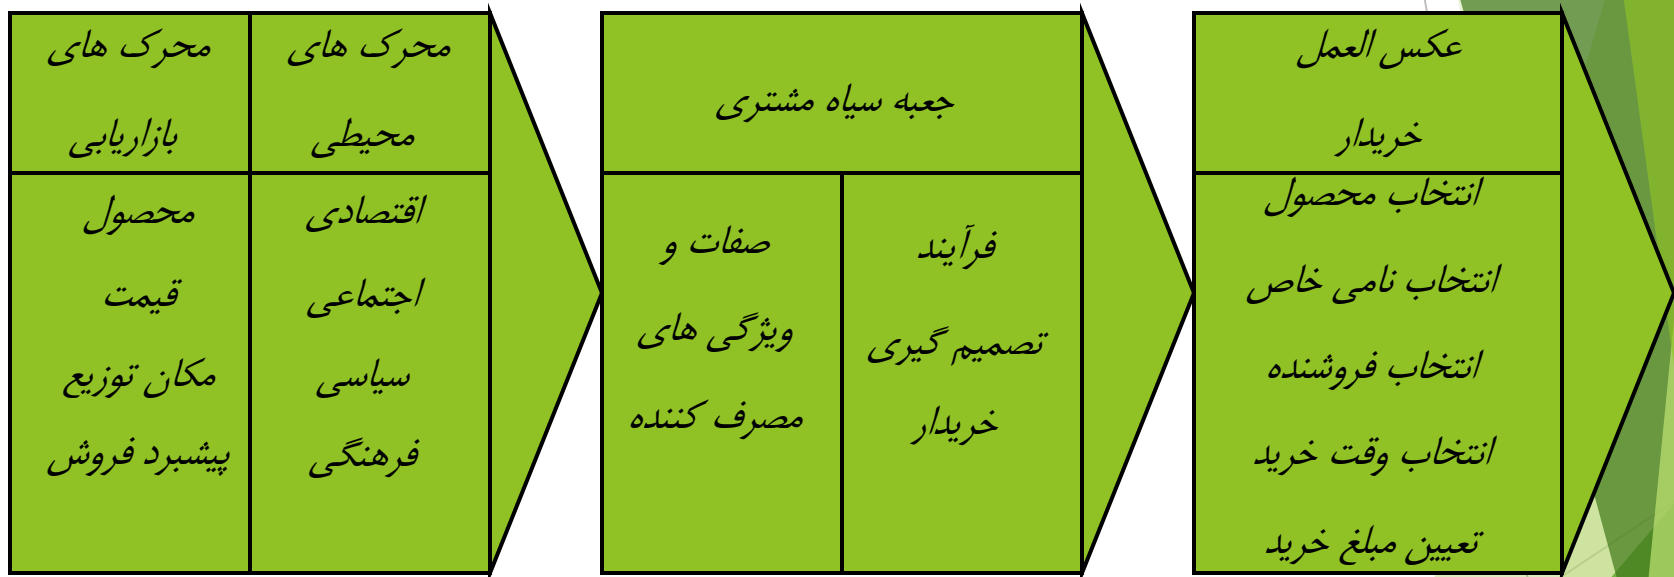 محرک های
بازاریابی
محصول
قیمت
مکان توزیع
پیشبرد فروش
محرک های
محیطی
اقتصادی
اجتماعی
سیاسی
فرهنگی
جعبه سیاه مشتری
صفات و
ویژگی های
مصرف کننده
فرآیند
تصمیم گیری
خریدار
عکس العمل
خریدار
انتخاب محصول
انتخاب نامی خاص
انتخاب فروشنده
انتخاب وقت خرید
تعیین مبلغ خرید